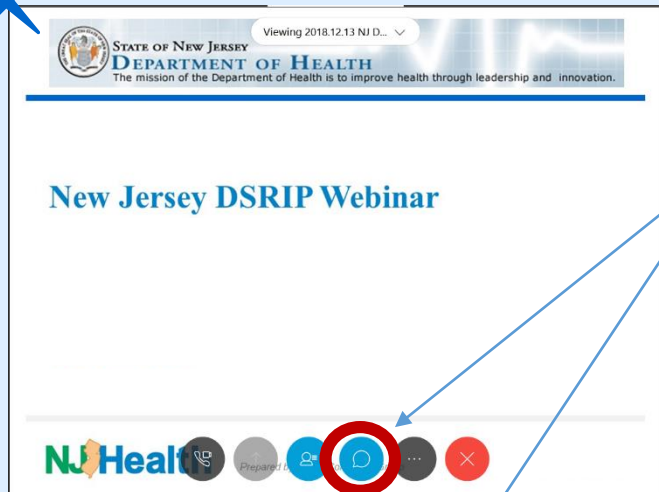 Viewing 2018.12.13 NJ D...
STATE OF NEW JERSEY
DEPARTMENT OF HEALTH
The mission of the Department of Health is to improve health through leadership and innovation.
New Jersey DSRIP Webinar
NJ Health
Prepared b